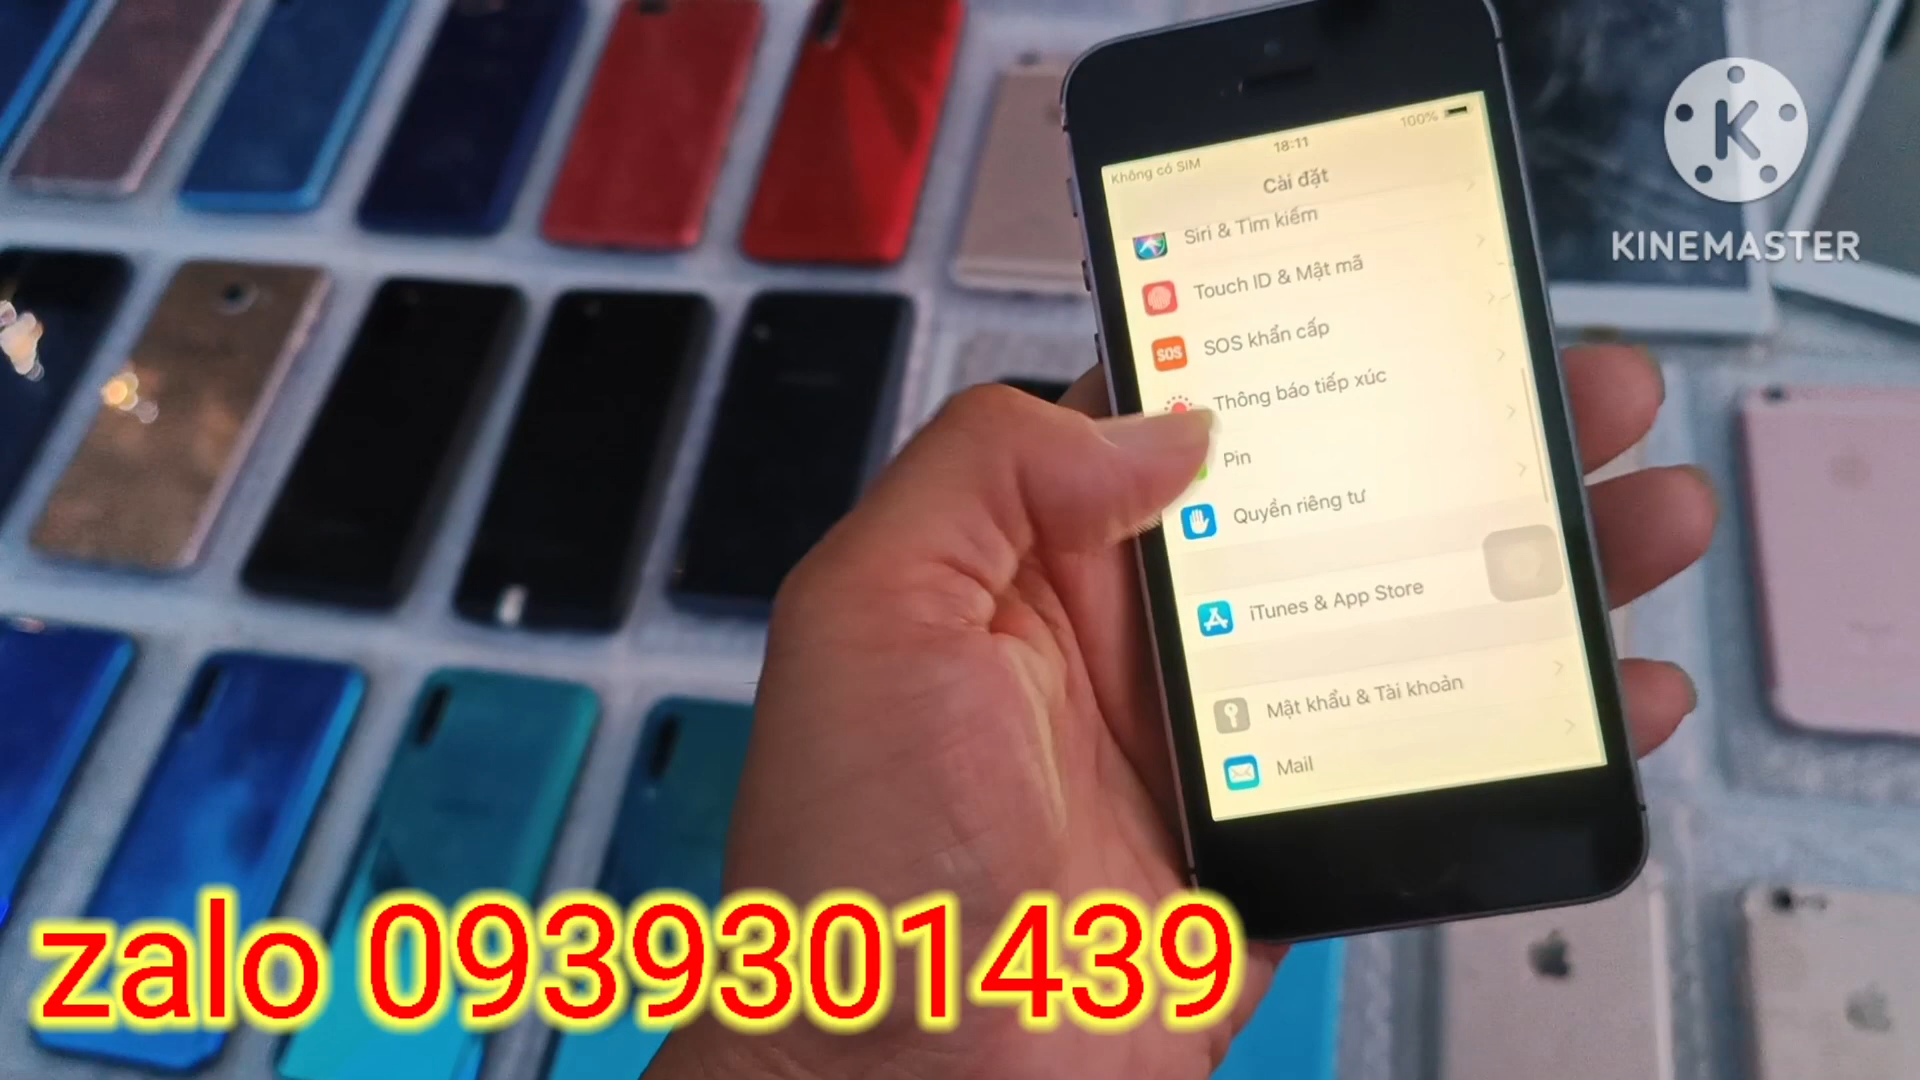 KINEMASTER
Không có SIM
18:11
100%
Cài đặt
Siri & Tìm kiếm
Touch ID & Mật mã
SOS
SOS khẩn cấp
Thông báo tiếp xúc
Pin
Quyền riêng tư
iTunes & App Store
Mật khẩu & Tài khoản
Mail
zalo 0939301439